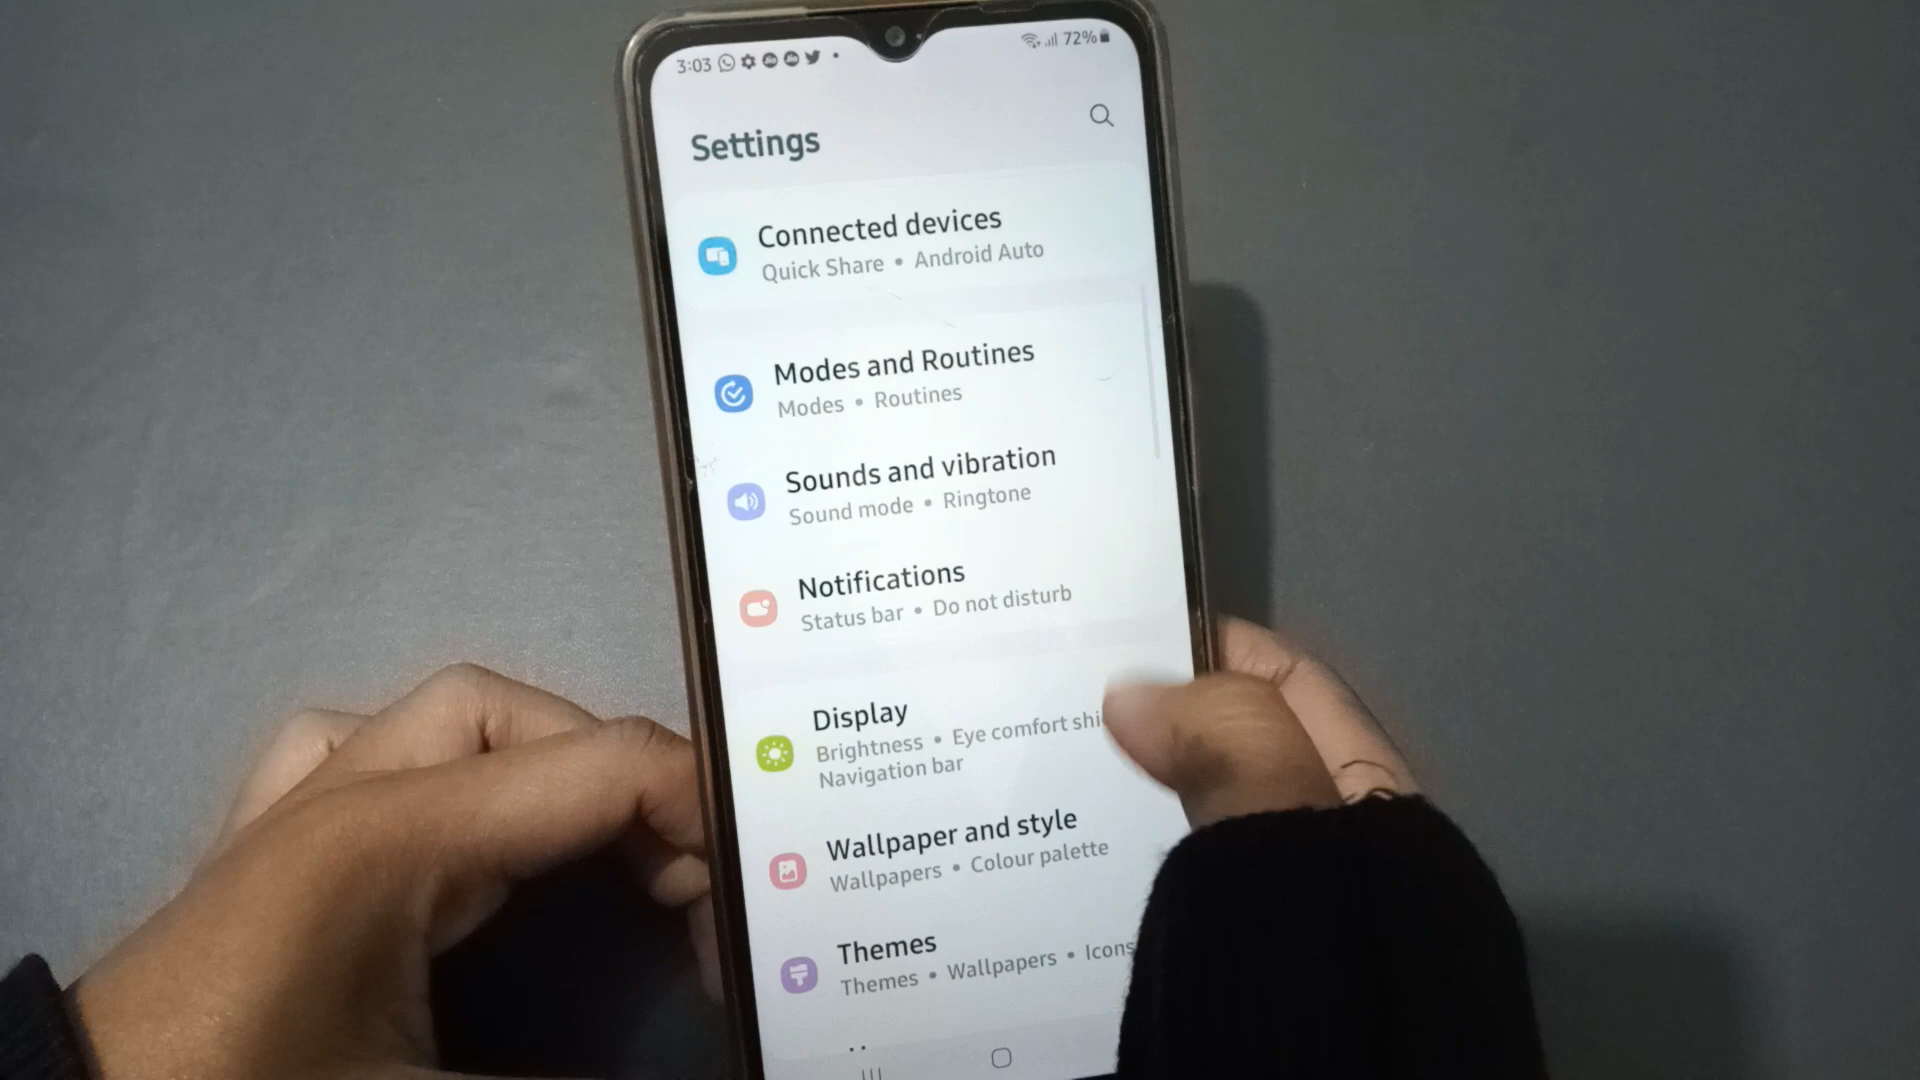 3:03
72%
Settings
Connected devices
Quick Share • Android Auto
Modes and Routines
Modes • Routines
Sounds and vibration
Sound mode • Ringtone
Notifications
Status bar • Do not disturb
Display
Brightness • Eye comfort shi
Navigation bar
Wallpaper and style
Wallpapers • Colour palette
Themes
Themes • Wallpapers • Icons